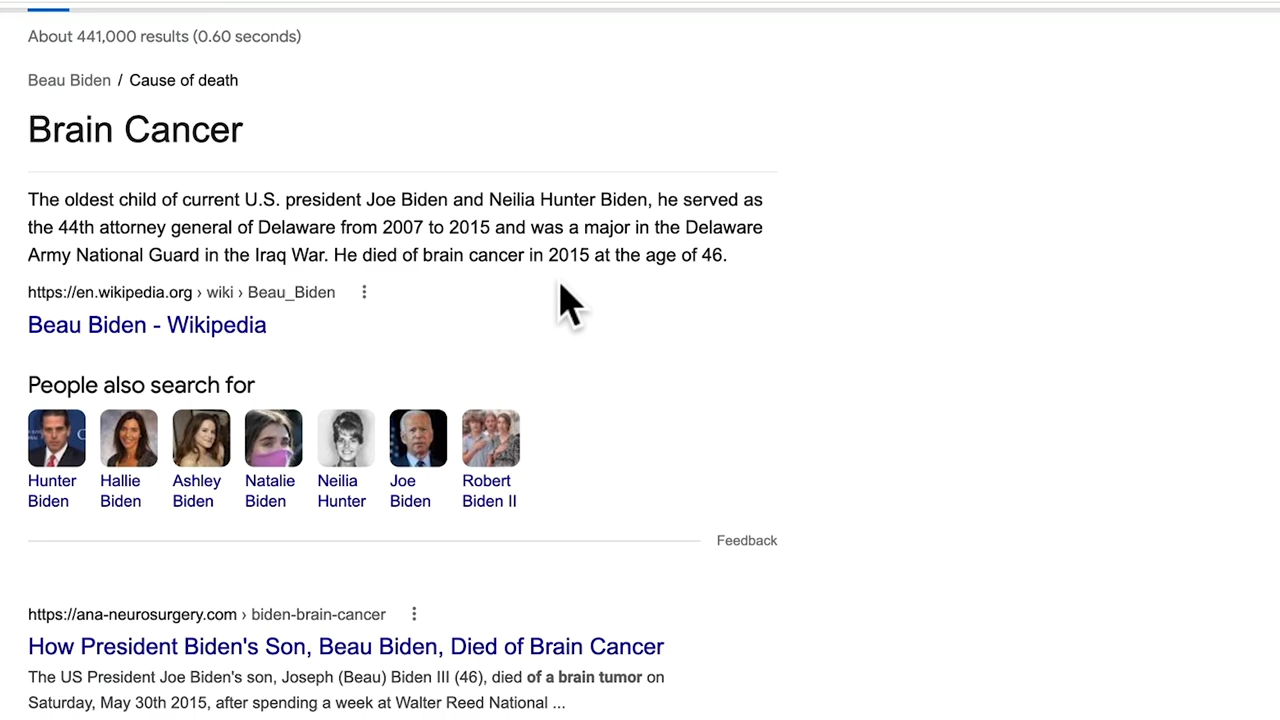 About 441,000 results (0.60 seconds)
Beau Biden / Cause of death
Brain Cancer
The oldest child of current U.S. president Joe Biden and Neilia Hunter Biden, he served as
the 44th attorney general of Delaware from 2007 to 2015 and was a major in the Delaware
Army National Guard in the Iraq War. He died of brain cancer in 2015 at the age of 46.
https://en.wikipedia.org › wiki › Beau_Biden
Beau Biden - Wikipedia
People also search for
Hunter Biden
Hallie Biden
Ashley Biden
Natalie Biden
Neilia Hunter
Joe Biden
Robert Biden II
Feedback
https://ana-neurosurgery.com › biden-brain-cancer
How President Biden's Son, Beau Biden, Died of Brain Cancer
The US President Joe Biden's son, Joseph (Beau) Biden III (46), died of a brain tumor on
Saturday, May 30th 2015, after spending a week at Walter Reed National ...